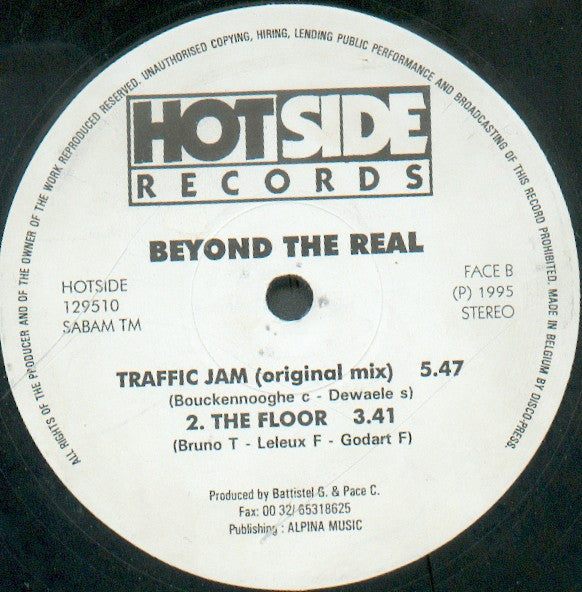 ALL RIGHTS OF THE PRODUCER AND OF THE OWNER OF THE WORK REPRODUCED RESERVED. UNAUTHORISED COPYING, HIRING, LENDING PUBLIC PERFORMANCE AND BROADCASTING OF THIS RECORD PROHIBITED. MADE IN BELGIUM BY DISCO-PRESS.
HOT SIDE
RECORDS
BEYOND THE REAL
HOTSIDE
129510
SABAM TM
FACE B
(P) 1995
STEREO
TRAFFIC JAM (original mix) 5.47
(Bouckennooghe c - Dewaele s)
2. THE FLOOR 3.41
(Bruno T - Leleux F - Godart F)
Produced by Battistel G. & Pace C.
Fax: 00 32/ 65318625
Publishing : ALPINA MUSIC